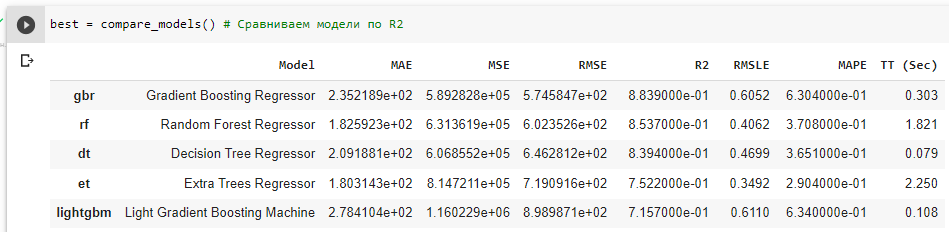 best = compare_models() # Сравниваем модели по R2
Model MAE MSE RMSE R2 RMSLE MAPE TT (Sec)
gbr Gradient Boosting Regressor 2.352189e+02 5.892828e+05 5.745847e+02 8.839000e-01 0.6052 6.304000e-01 0.303
rf Random Forest Regressor 1.825923e+02 6.313619e+05 6.023526e+02 8.537000e-01 0.4062 3.708000e-01 1.821
dt Decision Tree Regressor 2.091881e+02 6.068552e+05 6.462812e+02 8.394000e-01 0.4699 3.651000e-01 0.079
et Extra Trees Regressor 1.803143e+02 8.147211e+05 7.190916e+02 7.522000e-01 0.3492 2.904000e-01 2.250
lightgbm Light Gradient Boosting Machine 2.784104e+02 1.160229e+06 8.989871e+02 7.157000e-01 0.6110 6.340000e-01 0.108